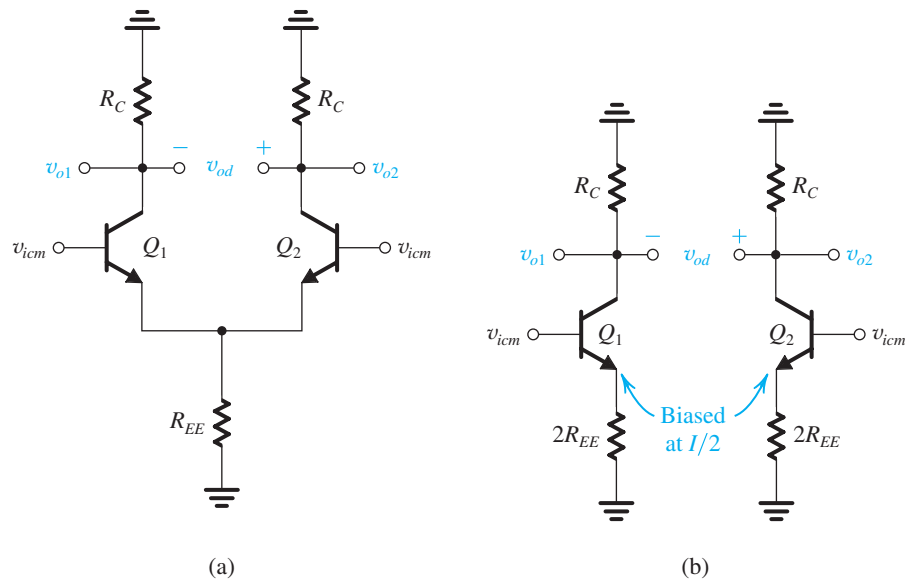 R_C R_C
v_o1 − v_od + v_o2
v_icm Q_1 Q_2 v_icm
R_EE
(a)
R_C R_C
v_o1 − v_od + v_o2
v_icm Q_1 Q_2 v_icm
Biased
at I/2
2R_EE 2R_EE
(b)